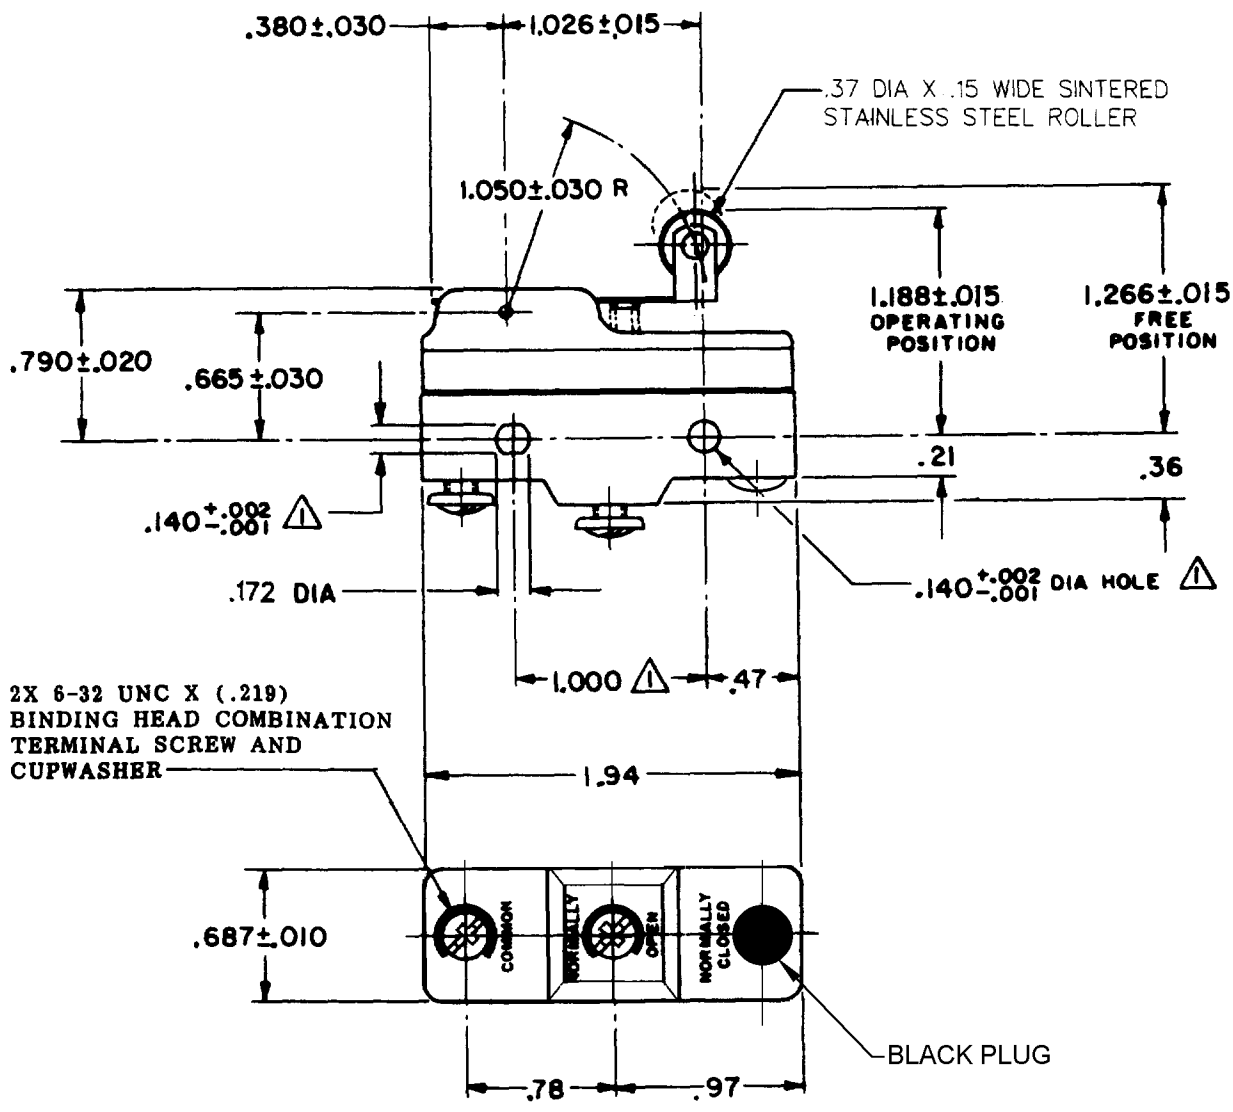 .380±.030
1.026±.015
.37 DIA X .15 WIDE SINTERED
STAINLESS STEEL ROLLER
1.050±.030 R
1.188±.015
OPERATING
POSITION
1.266±.015
FREE
POSITION
.790±.020
.665±.030
.21
.36
.140 +.002 -.001 1
.172 DIA
.140 +.002 -.001 DIA HOLE 1
1.000 1
.47
2X 6-32 UNC X (.219)
BINDING HEAD COMBINATION
TERMINAL SCREW AND
CUPWASHER
1.94
.687±.010
COMMON
NORMALLY
OPEN
NORMALLY
CLOSED
BLACK PLUG
.78
.97